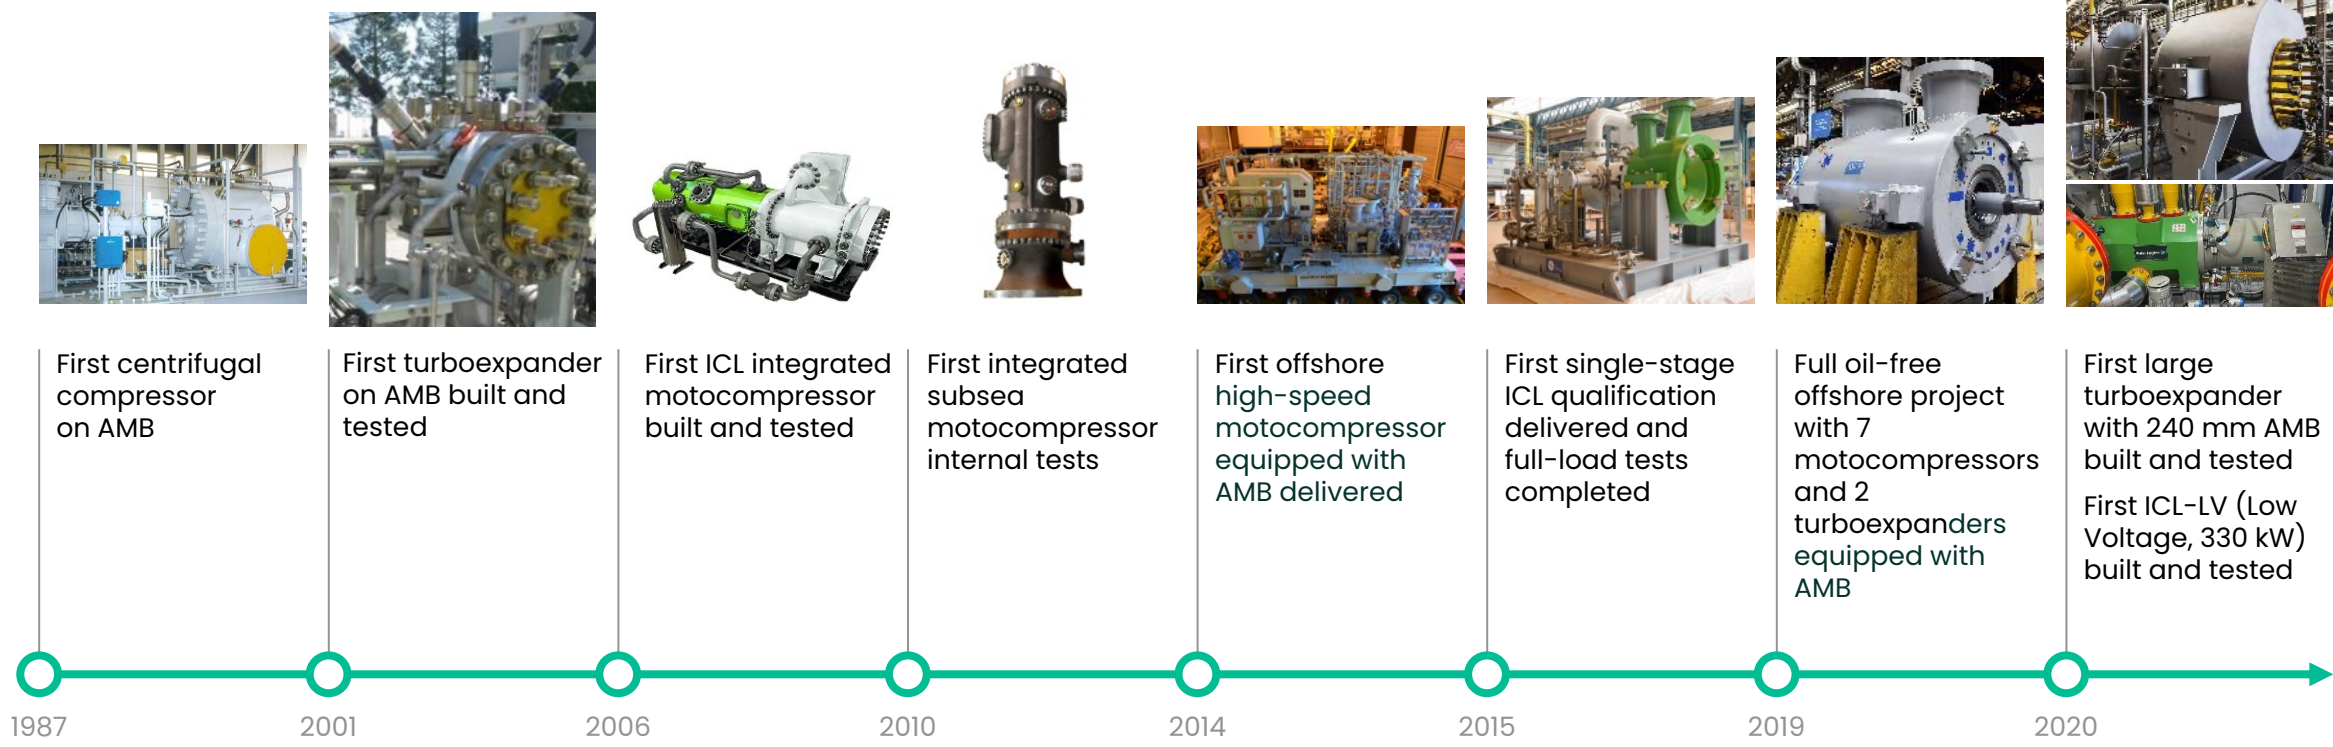 First centrifugal
compressor
on AMB
First turboexpander
on AMB built and
tested
First ICL integrated
motocompressor
built and tested
First integrated
subsea
motocompressor
internal tests
First offshore
high-speed
motocompressor
equipped with
AMB delivered
First single-stage
ICL qualification
delivered and
full-load tests
completed
Full oil-free
offshore project
with 7
motocompressors
and 2
turboexpanders
equipped with
AMB
First large
turboexpander
with 240 mm AMB
built and tested
First ICL-LV (Low
Voltage, 330 kW)
built and tested
1987
2001
2006
2010
2014
2015
2019
2020